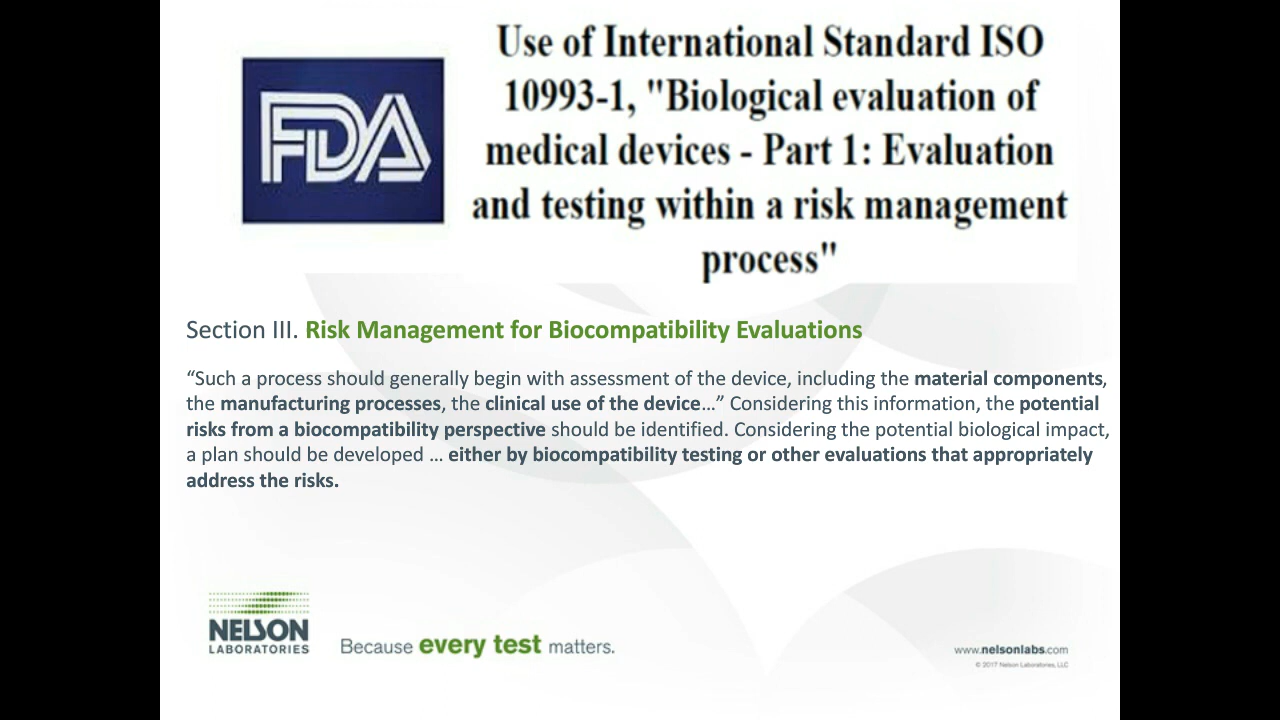 FDA
Use of International Standard ISO
10993-1, "Biological evaluation of
medical devices - Part 1: Evaluation
and testing within a risk management
process"
Section III. Risk Management for Biocompatibility Evaluations
“Such a process should generally begin with assessment of the device, including the material components,
the manufacturing processes, the clinical use of the device…” Considering this information, the potential
risks from a biocompatibility perspective should be identified. Considering the potential biological impact,
a plan should be developed … either by biocompatibility testing or other evaluations that appropriately
address the risks.
NELSON
LABORATORIES
Because every test matters.
www.nelsonlabs.com
© 2017 Nelson Laboratories, LLC